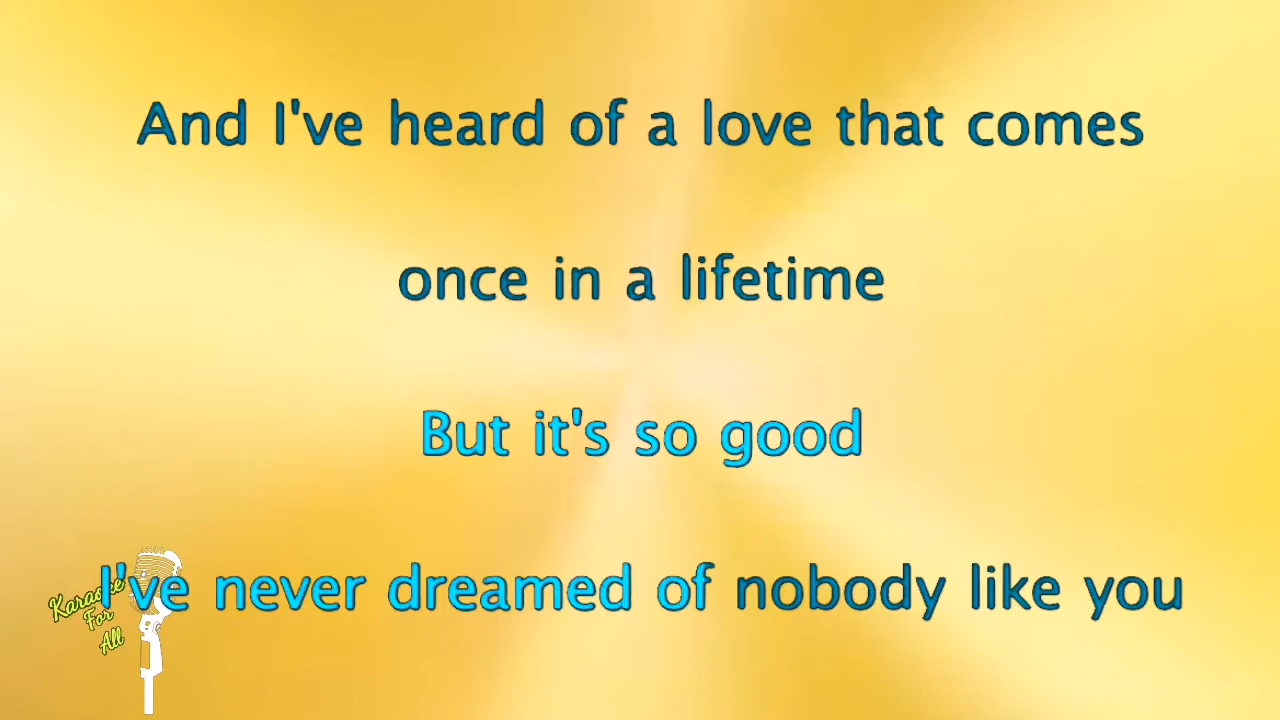 And I've heard of a love that comes
once in a lifetime
But it's so good
I've never dreamed of nobody like you
Karaoke
For
All